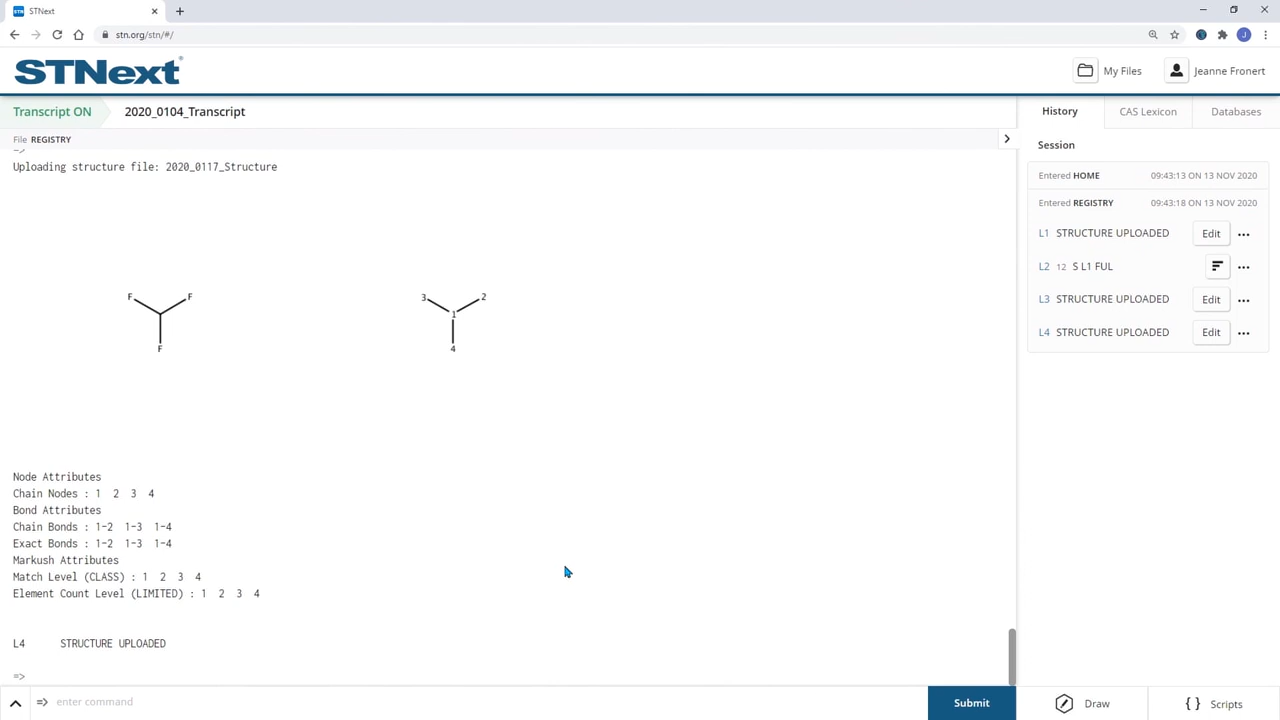 STNext
stn.org/stn/#/
J
STNext®
My Files
Jeanne Fronert
Transcript ON
2020_0104_Transcript
History
CAS Lexicon
Databases
File REGISTRY
=>
Uploading structure file: 2020_0117_Structure
Session
Entered HOME 09:43:13 ON 13 NOV 2020
Entered REGISTRY 09:43:18 ON 13 NOV 2020
L1 STRUCTURE UPLOADED Edit ...
L2 12 S L1 FUL ...
L3 STRUCTURE UPLOADED Edit ...
L4 STRUCTURE UPLOADED Edit ...
F F 3 2
1
F 4
Node Attributes
Chain Nodes : 1 2 3 4
Bond Attributes
Chain Bonds : 1-2 1-3 1-4
Exact Bonds : 1-2 1-3 1-4
Markush Attributes
Match Level (CLASS) : 1 2 3 4
Element Count Level (LIMITED) : 1 2 3 4
L4 STRUCTURE UPLOADED
=>
=> enter command
Submit
Draw
{ } Scripts